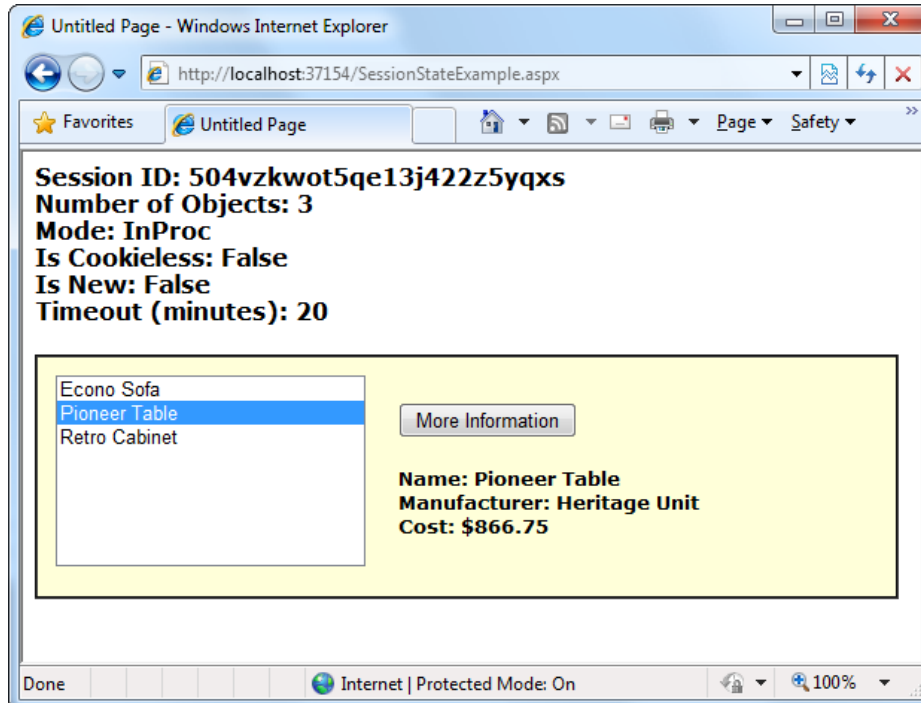 Untitled Page - Windows Internet Explorer
http://localhost:37154/SessionStateExample.aspx
Favorites Untitled Page Page Safety »
Session ID: 504vzkwot5qe13j422z5yqxs
Number of Objects: 3
Mode: InProc
Is Cookieless: False
Is New: False
Timeout (minutes): 20
Econo Sofa
Pioneer Table
Retro Cabinet
More Information
Name: Pioneer Table
Manufacturer: Heritage Unit
Cost: $866.75
Done Internet | Protected Mode: On 100%